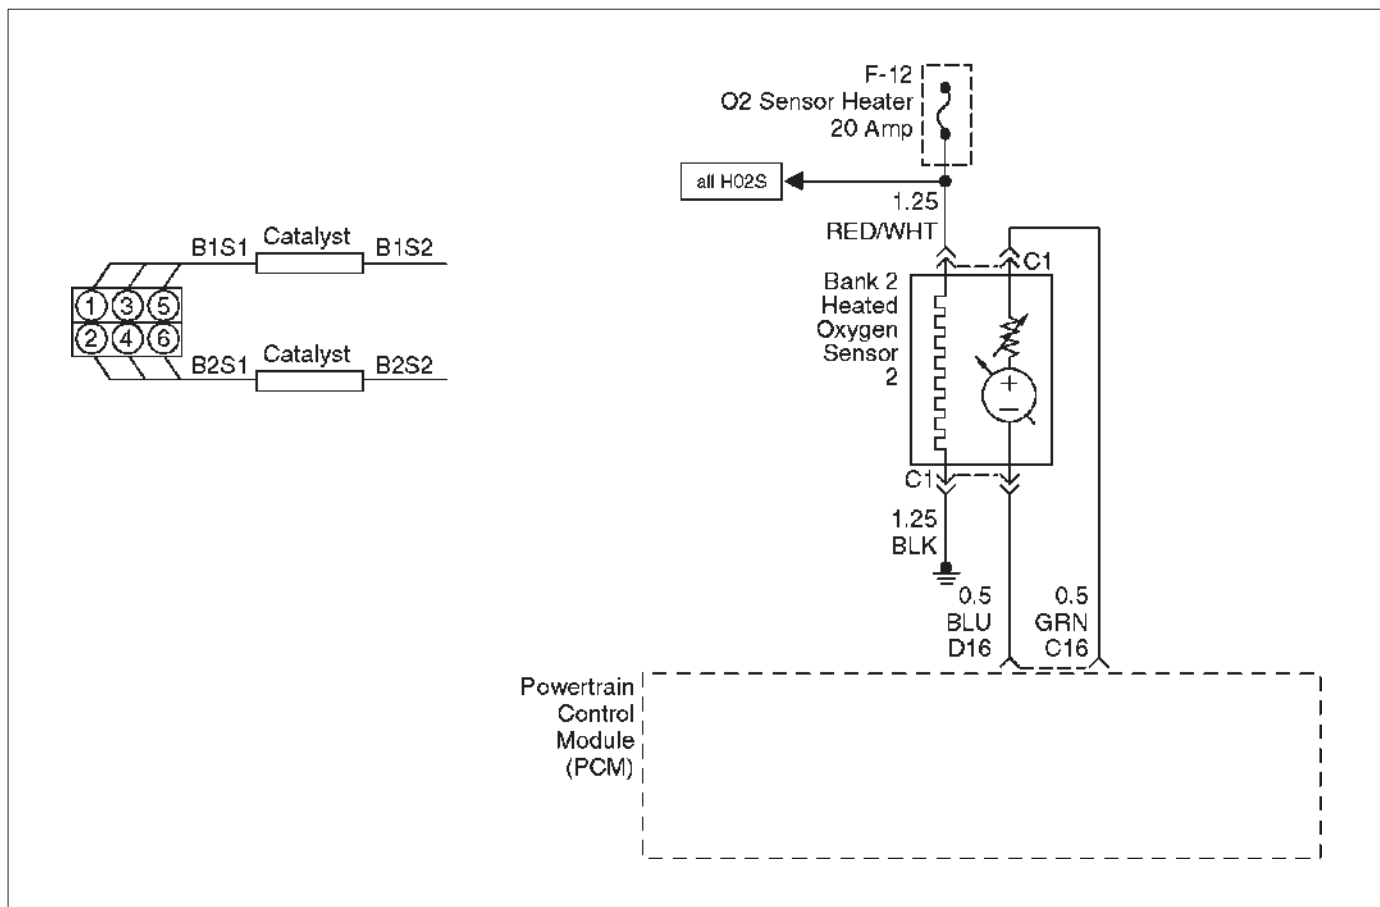 F-12
O2 Sensor Heater
20 Amp
all H02S
1.25
RED/WHT
C1
B1S1 Catalyst B1S2
1 3 5
2 4 6
B2S1 Catalyst B2S2
Bank 2
Heated
Oxygen
Sensor
2
+
–
C1
1.25
BLK
0.5 0.5
BLU GRN
D16 C16
Powertrain
Control
Module
(PCM)